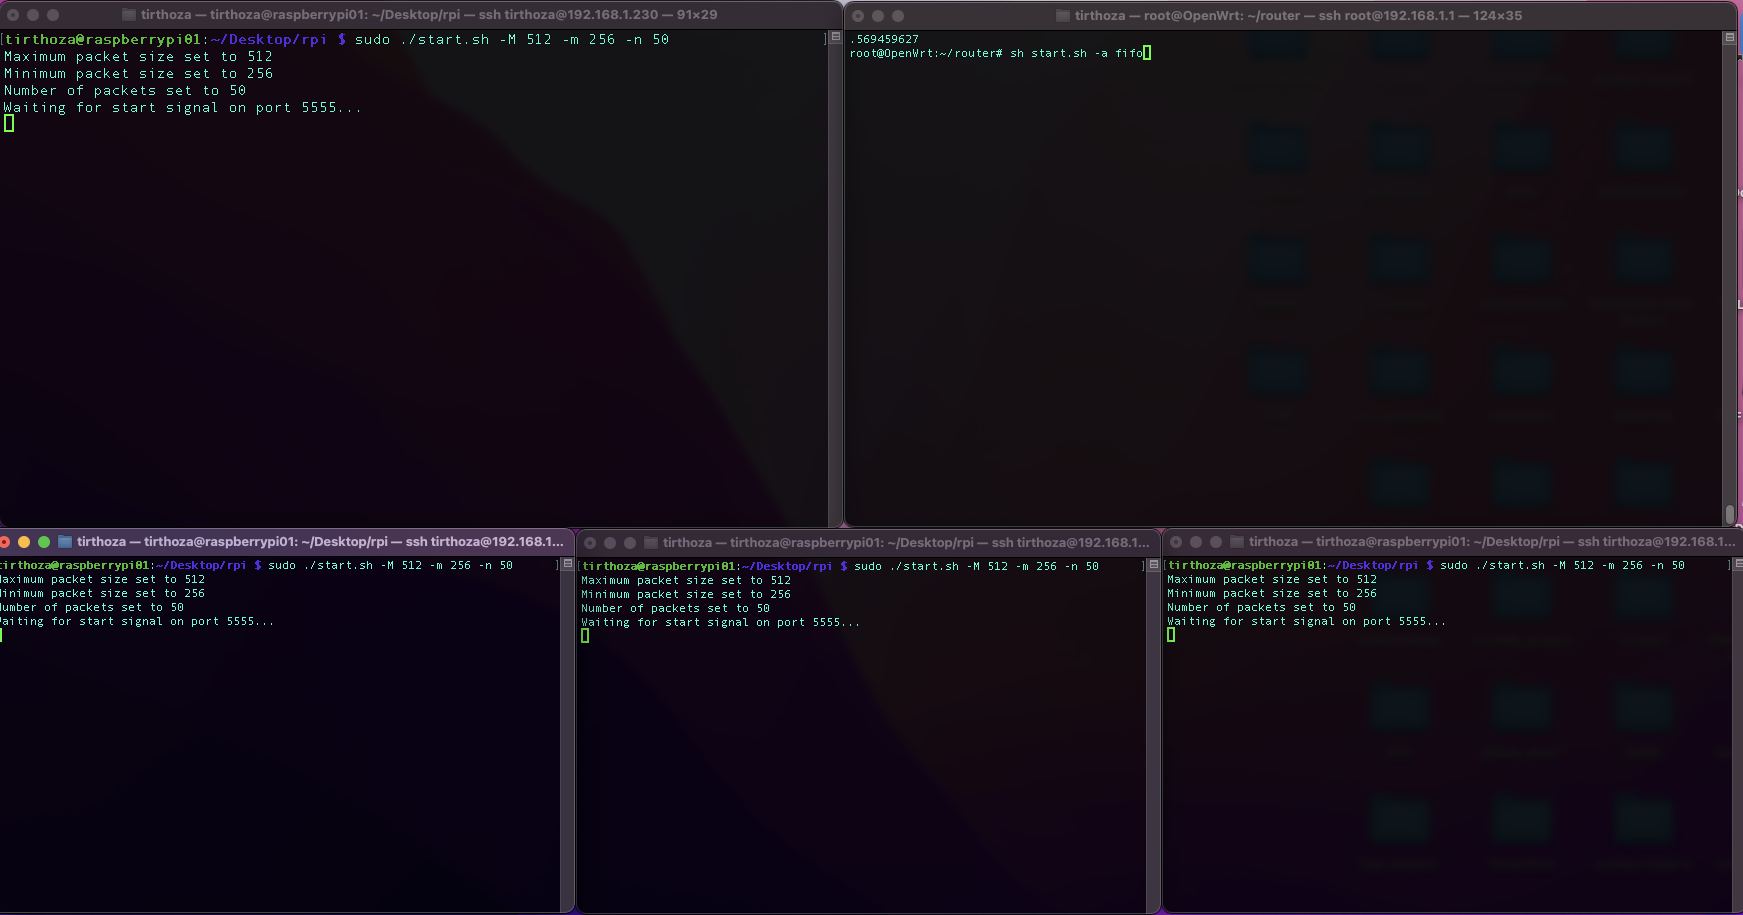 tirthoza — tirthoza@raspberrypi01: ~/Desktop/rpi — ssh tirthoza@192.168.1.230 — 91×29
[tirthoza@raspberrypi01:~/Desktop/rpi $ sudo ./start.sh -M 512 -m 256 -n 50 ]
Maximum packet size set to 512
Minimum packet size set to 256
Number of packets set to 50
Waiting for start signal on port 5555...
tirthoza — root@OpenWrt: ~/router — ssh root@192.168.1.1 — 124×35
.569459627
root@OpenWrt:~/router# sh start.sh -a fifo
tirthoza — tirthoza@raspberrypi01: ~/Desktop/rpi — ssh tirthoza@192.168.1...
tirthoza@raspberrypi01:~/Desktop/rpi $ sudo ./start.sh -M 512 -m 256 -n 50 ]
Maximum packet size set to 512
Minimum packet size set to 256
Number of packets set to 50
Waiting for start signal on port 5555...
tirthoza — tirthoza@raspberrypi01: ~/Desktop/rpi — ssh tirthoza@192.168.1...
[tirthoza@raspberrypi01:~/Desktop/rpi $ sudo ./start.sh -M 512 -m 256 -n 50 ]
Maximum packet size set to 512
Minimum packet size set to 256
Number of packets set to 50
Waiting for start signal on port 5555...
tirthoza — tirthoza@raspberrypi01: ~/Desktop/rpi — ssh tirthoza@192.168.1...
[tirthoza@raspberrypi01:~/Desktop/rpi $ sudo ./start.sh -M 512 -m 256 -n 50 ]
Maximum packet size set to 512
Minimum packet size set to 256
Number of packets set to 50
Waiting for start signal on port 5555...